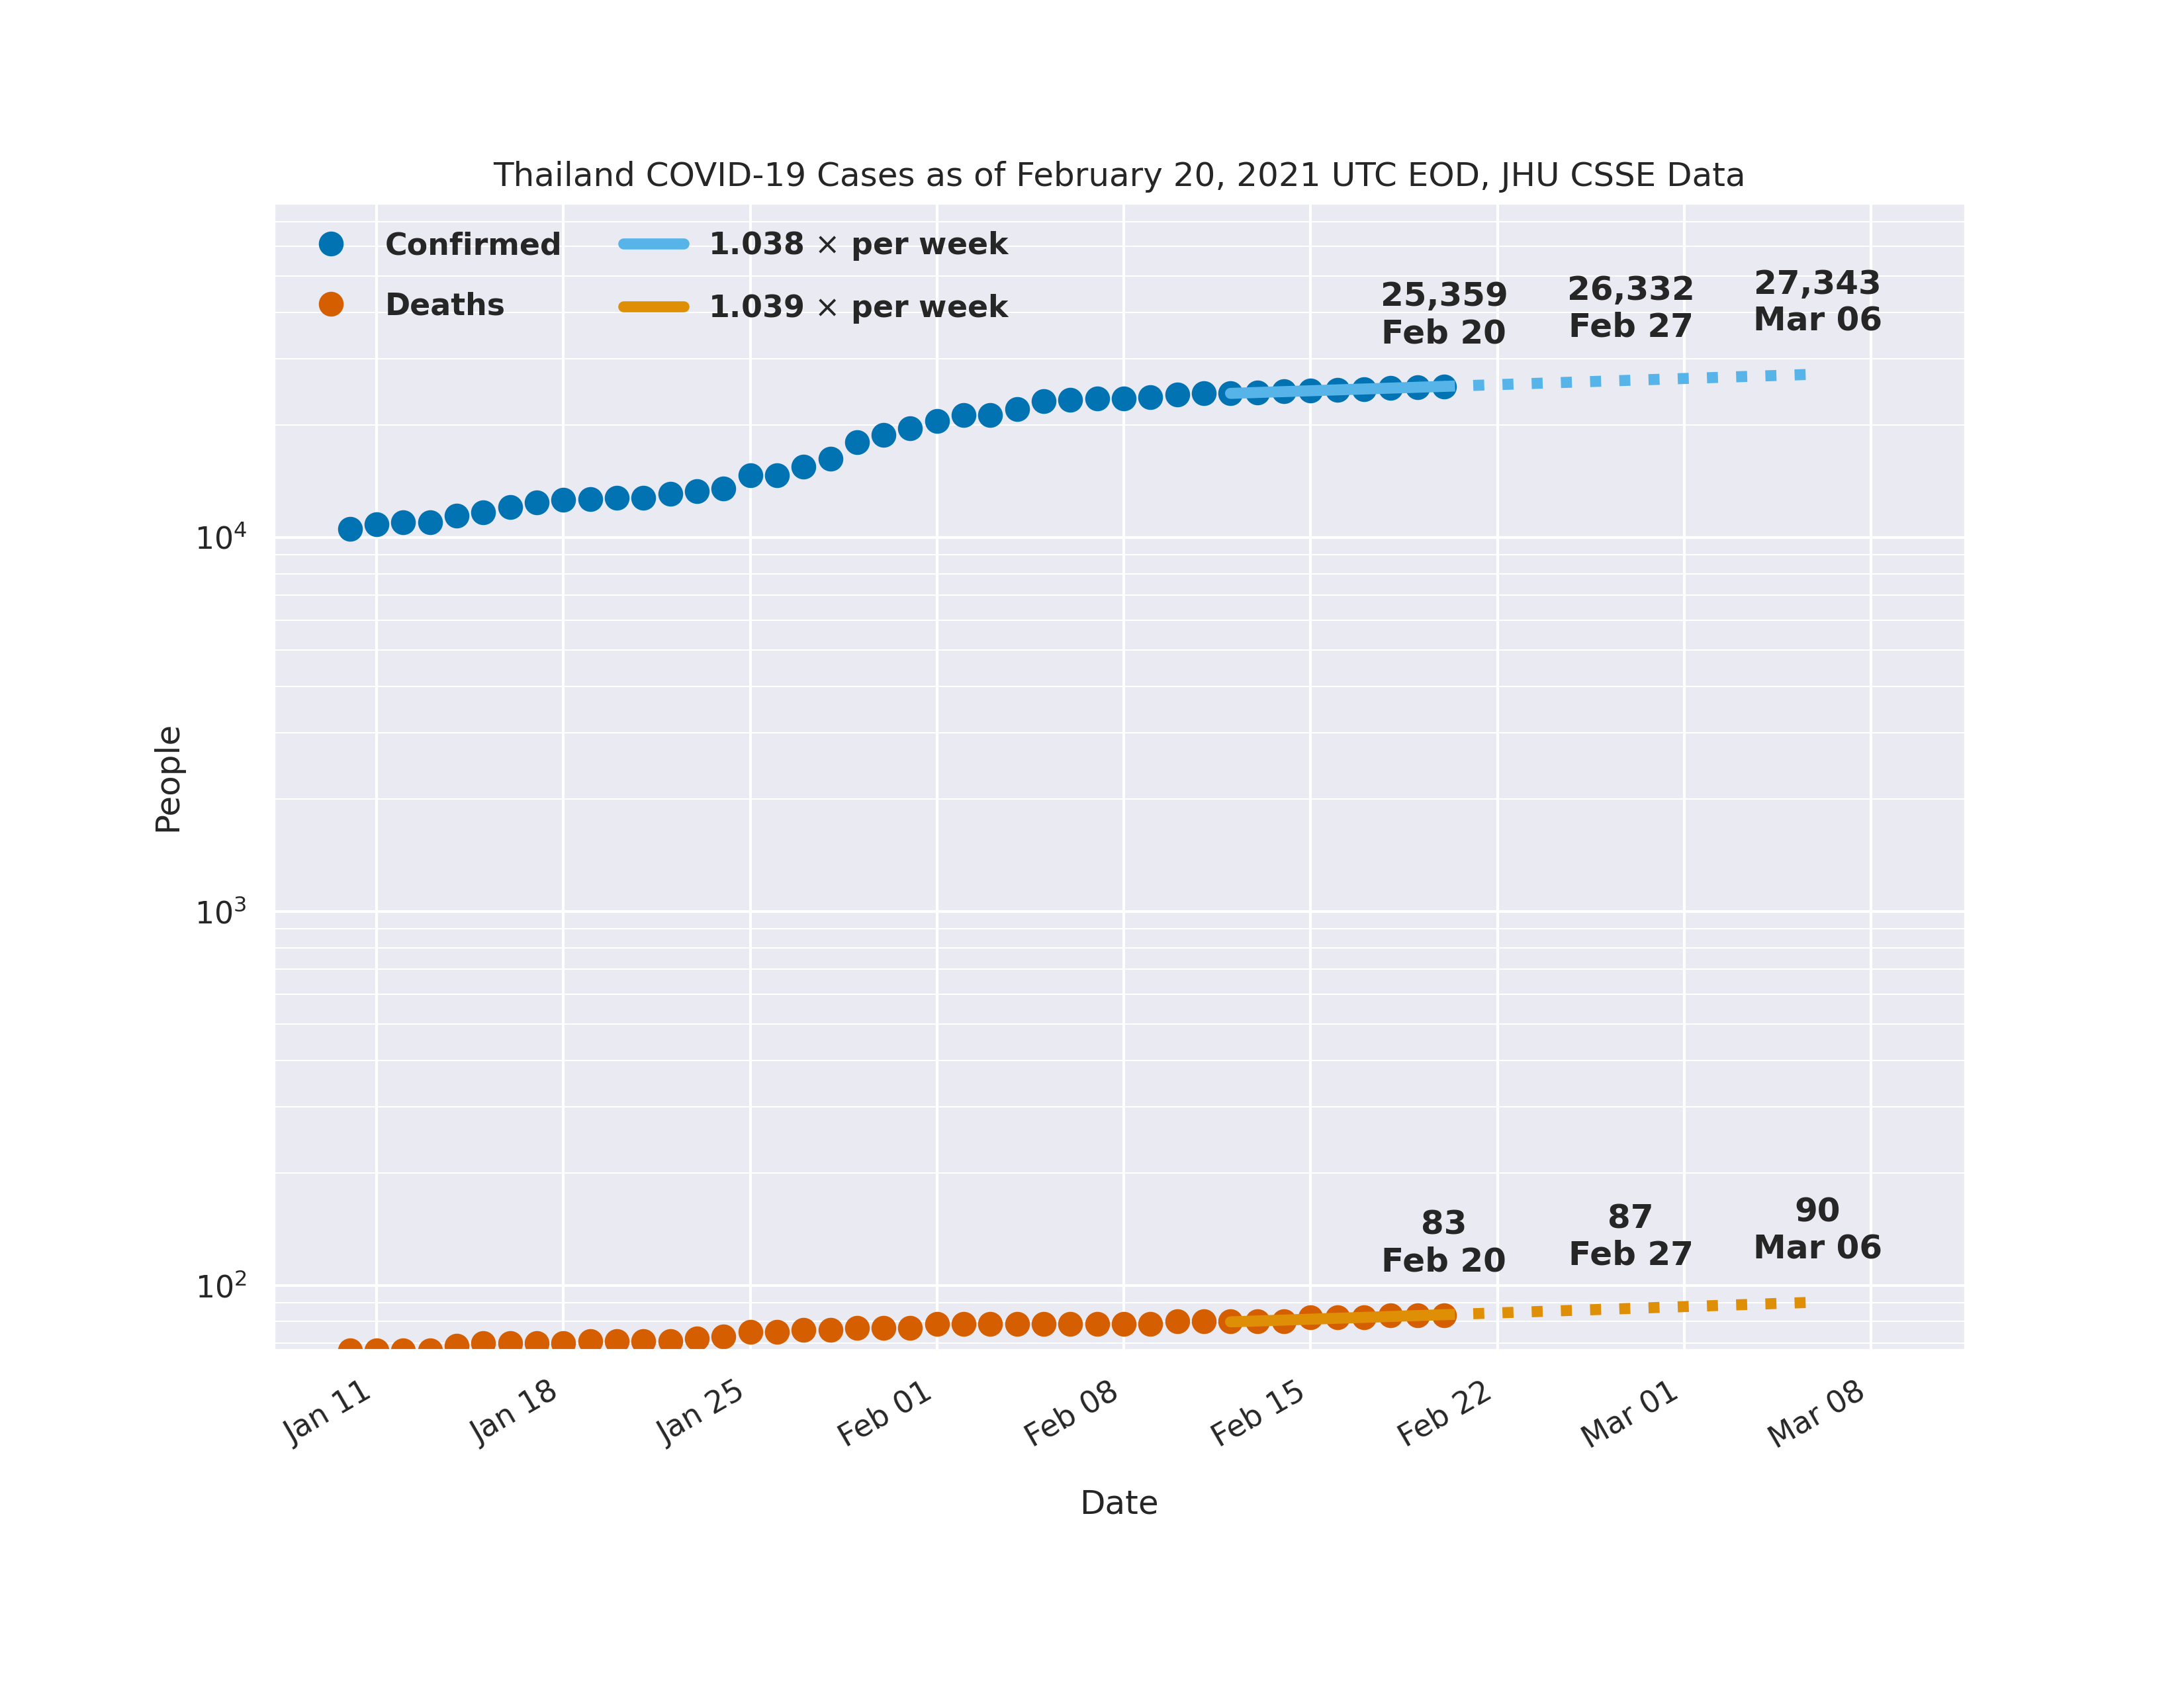 Thailand COVID-19 Cases as of February 20, 2021 UTC EOD, JHU CSSE Data
Confirmed
Deaths
1.038 × per week
1.039 × per week
25,359
Feb 20
26,332
Feb 27
27,343
Mar 06
10⁴
10³
10²
People
83
Feb 20
87
Feb 27
90
Mar 06
Jan 11
Jan 18
Jan 25
Feb 01
Feb 08
Feb 15
Feb 22
Mar 01
Mar 08
Date